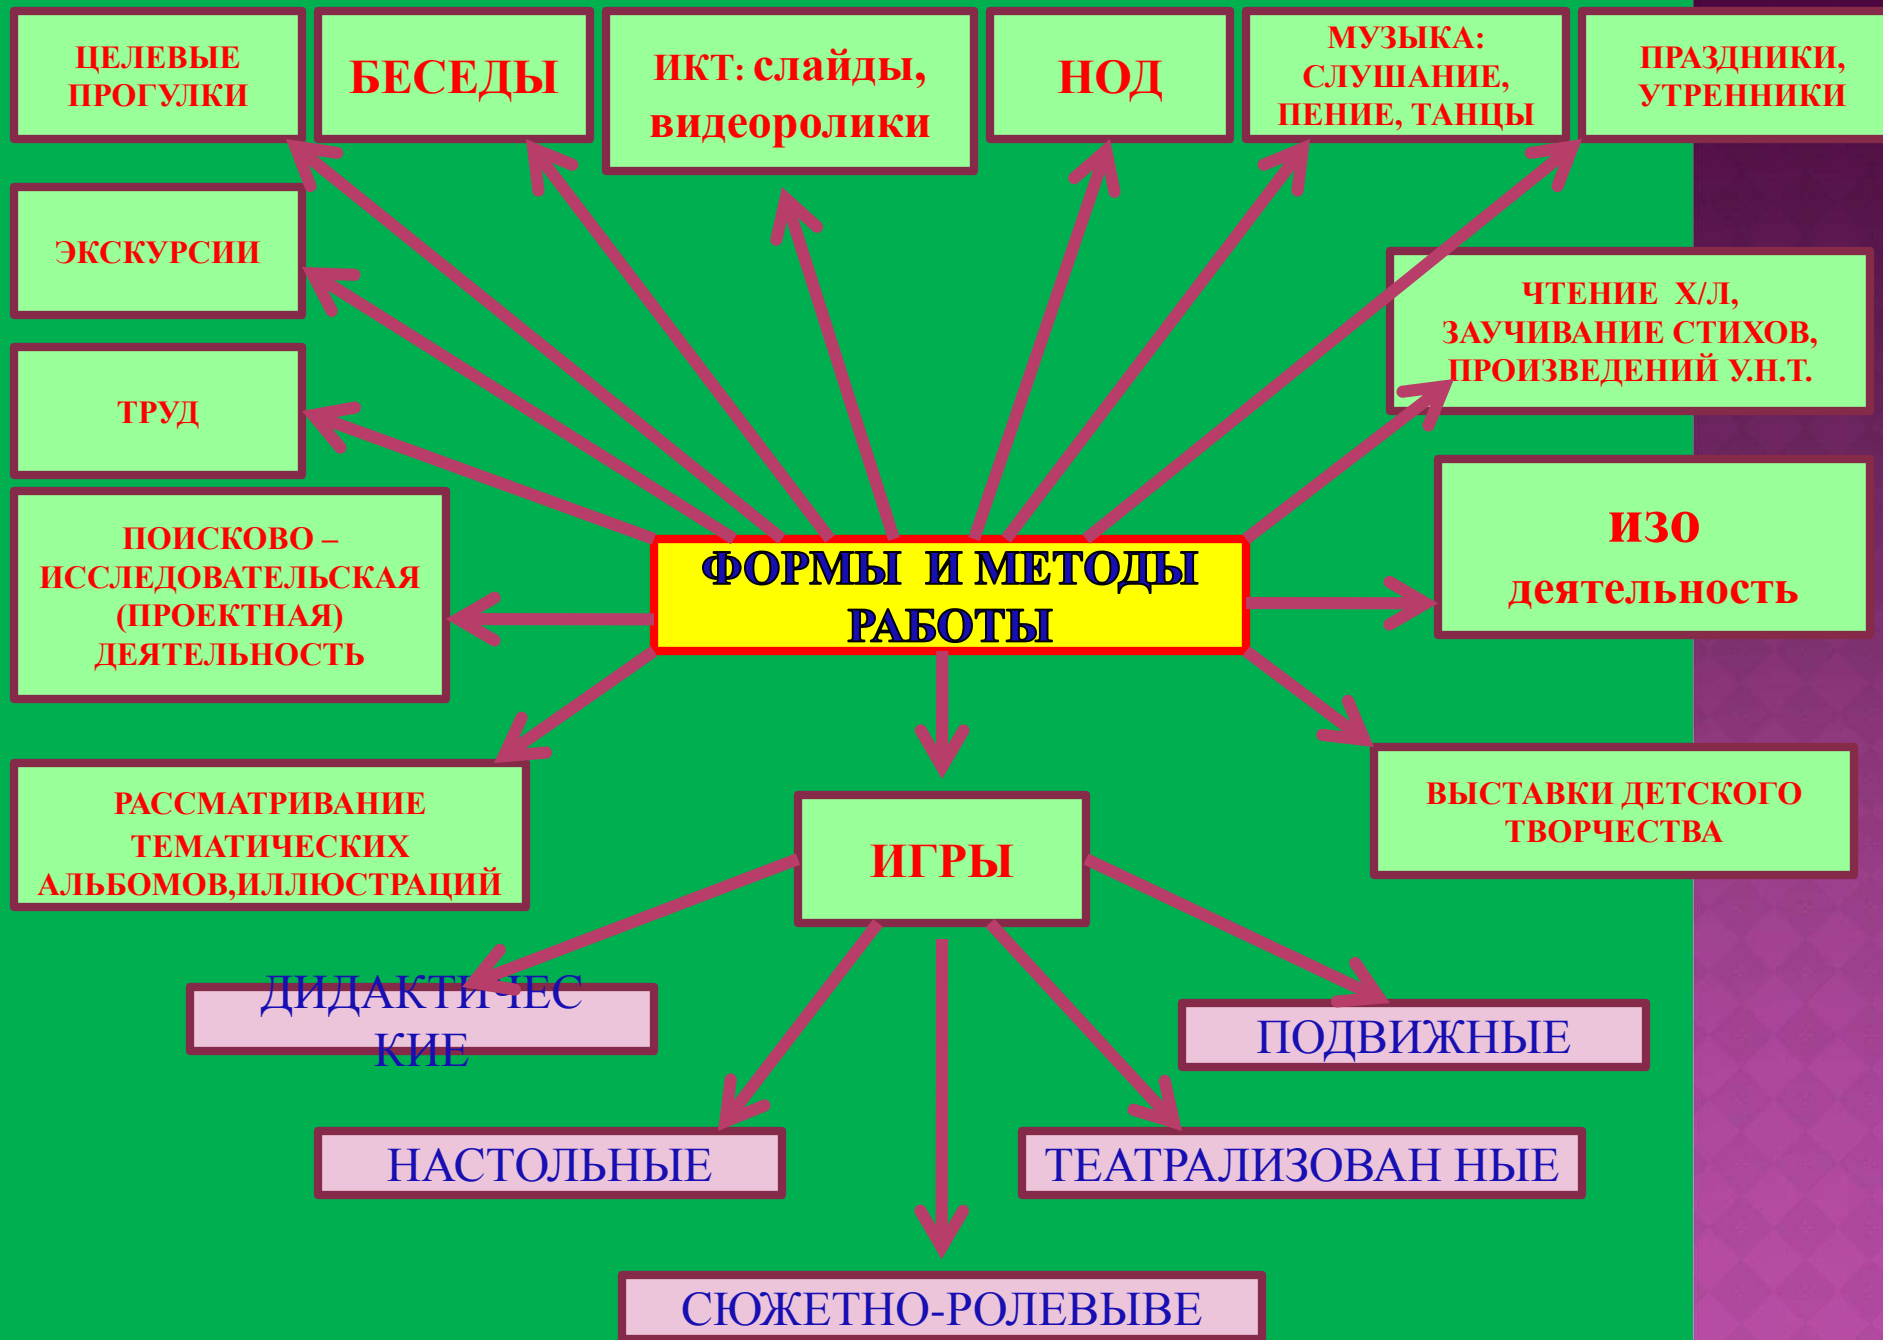 ЦЕЛЕВЫЕ
ПРОГУЛКИ
БЕСЕДЫ
ИКТ: слайды,
видеоролики
НОД
МУЗЫКА:
СЛУШАНИЕ,
ПЕНИЕ, ТАНЦЫ
ПРАЗДНИКИ,
УТРЕННИКИ
ЭКСКУРСИИ
ЧТЕНИЕ Х/Л,
ЗАУЧИВАНИЕ СТИХОВ,
ПРОИЗВЕДЕНИЙ У.Н.Т.
ТРУД
ПОИСКОВО –
ИССЛЕДОВАТЕЛЬСКАЯ
(ПРОЕКТНАЯ)
ДЕЯТЕЛЬНОСТЬ
ФОРМЫ И МЕТОДЫ
РАБОТЫ
изо
деятельность
РАССМАТРИВАНИЕ
ТЕМАТИЧЕСКИХ
АЛЬБОМОВ,ИЛЛЮСТРАЦИЙ
ИГРЫ
ВЫСТАВКИ ДЕТСКОГО
ТВОРЧЕСТВА
ДИДАКТИЧЕС
КИЕ
ПОДВИЖНЫЕ
НАСТОЛЬНЫЕ
ТЕАТРАЛИЗОВАН НЫЕ
СЮЖЕТНО-РОЛЕВЫВЕ